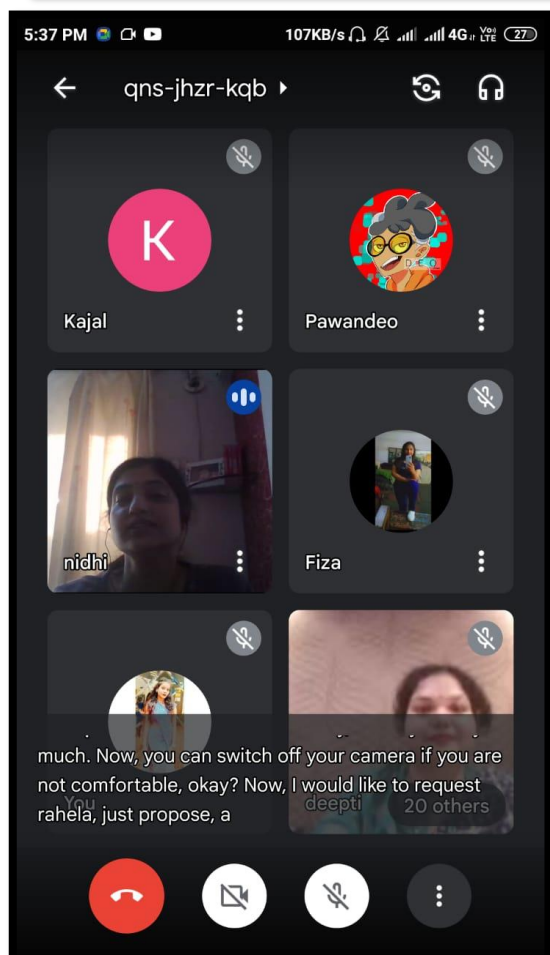 5:37 PM 107KB/s 4G Vo) LTE 27
qns-jhzr-kqb
K
D E O
Kajal
Pawandeo
nidhi
Fiza
much. Now, you can switch off your camera if you are
not comfortable, okay? Now, I would like to request
rahela, just propose, a
You
deepti
20 others